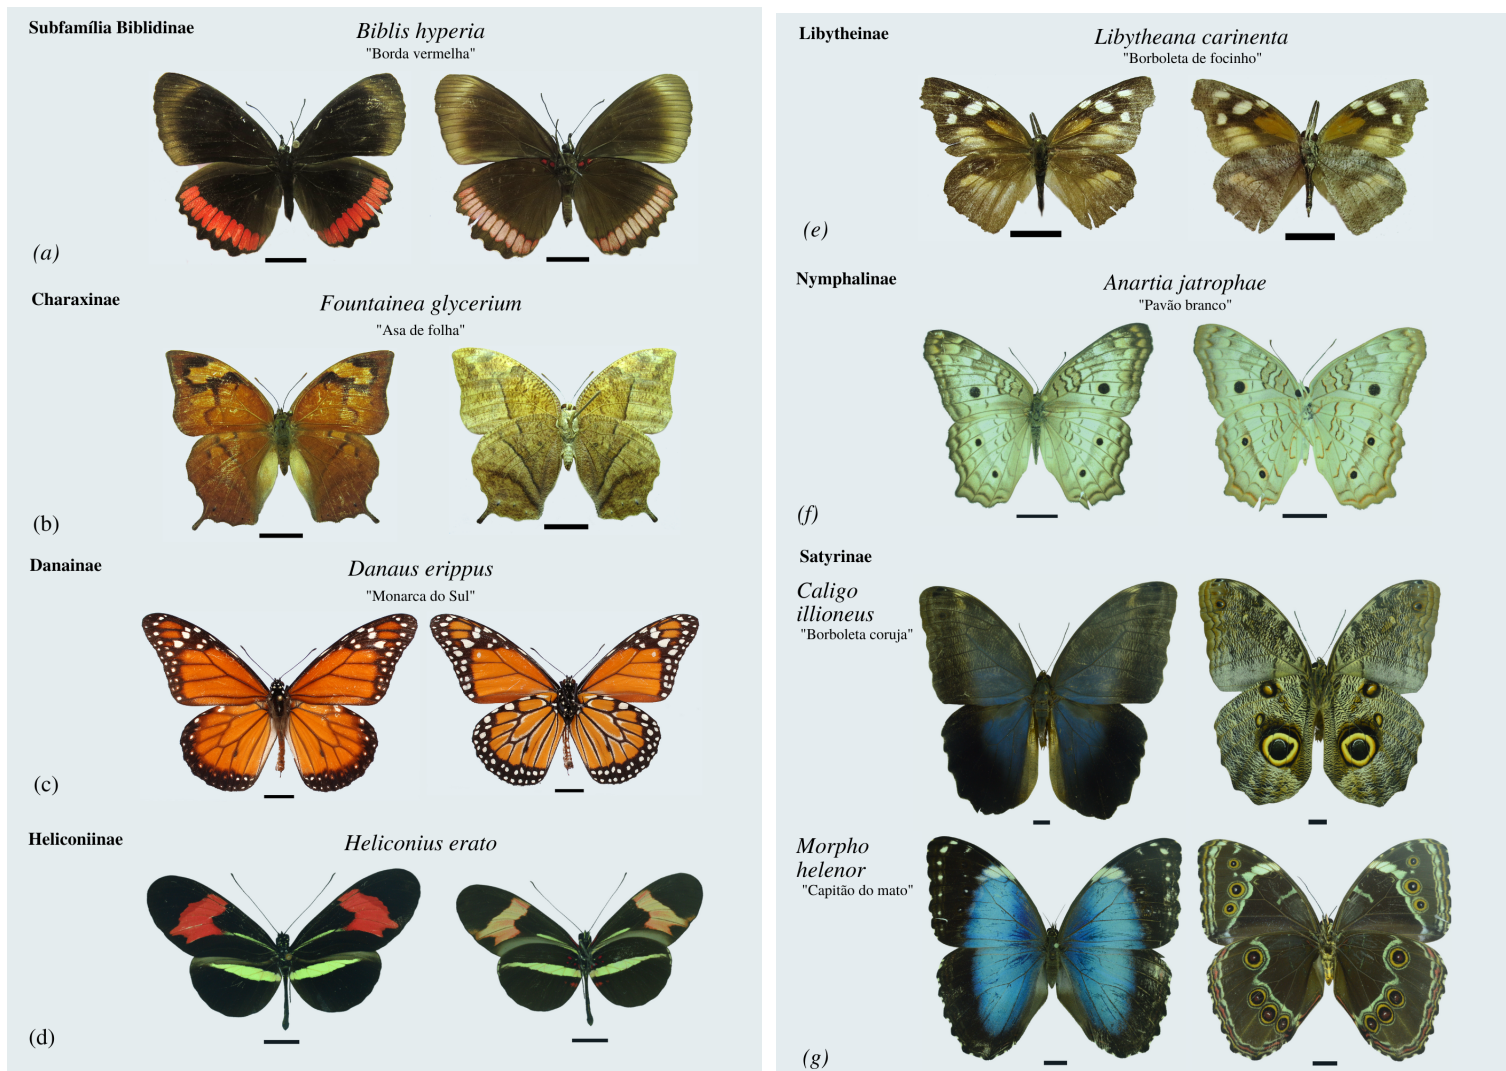 Subfamília Biblidinae
Biblis hyperia
"Borda vermelha"
(a)
Charaxinae
Fountainea glycerium
"Asa de folha"
(b)
Danainae
Danaus erippus
"Monarca do Sul"
(c)
Heliconiinae
Heliconius erato
(d)
Libytheinae
Libytheana carinenta
"Borboleta de focinho"
(e)
Nymphalinae
Anartia jatrophae
"Pavão branco"
(f)
Satyrinae
Caligo
illioneus
"Borboleta coruja"
Morpho
helenor
"Capitão do mato"
(g)